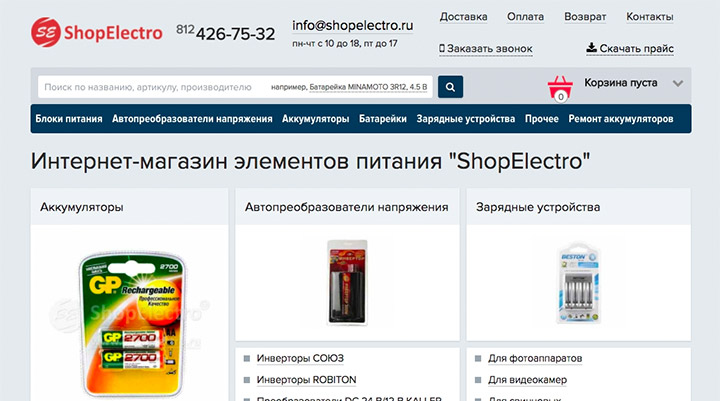 ShopElectro
812 426-75-32
info@shopelectro.ru
пн-чт с 10 до 18, пт до 17
Доставка Оплата Возврат Контакты
Заказать звонок
Скачать прайс
Поиск по названию, артикулу, производителю
например, Батарейка MINAMOTO 3R12, 4.5 В
0
Корзина пуста
Блоки питания Автопреобразователи напряжения Аккумуляторы Батарейки Зарядные устройства Прочее Ремонт аккумуляторов
Интернет-магазин элементов питания "ShopElectro"
Аккумуляторы
Автопреобразователи напряжения
Зарядные устройства
2700
GP
Rechargeable
Профессиональное
Качество
ShopElectro
GP 2700
GP 2700
BESTON
Инверторы СОЮЗ
Инверторы ROBITON
Преобразователи DC 24 В/12 В KALLER
Для фотоаппаратов
Для видеокамер
Для свинцовых